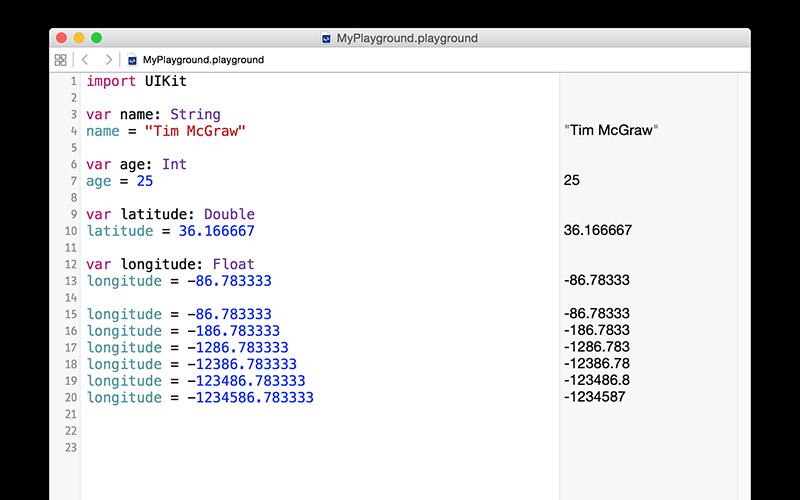 MyPlayground.playground
MyPlayground.playground
1 import UIKit
2
3 var name: String
4 name = "Tim McGraw" "Tim McGraw"
5
6 var age: Int
7 age = 25 25
8
9 var latitude: Double
10 latitude = 36.166667 36.166667
11
12 var longitude: Float
13 longitude = -86.783333 -86.78333
14
15 longitude = -86.783333 -86.78333
16 longitude = -186.783333 -186.7833
17 longitude = -1286.783333 -1286.783
18 longitude = -12386.783333 -12386.78
19 longitude = -123486.783333 -123486.8
20 longitude = -1234586.783333 -1234587
21
22
23